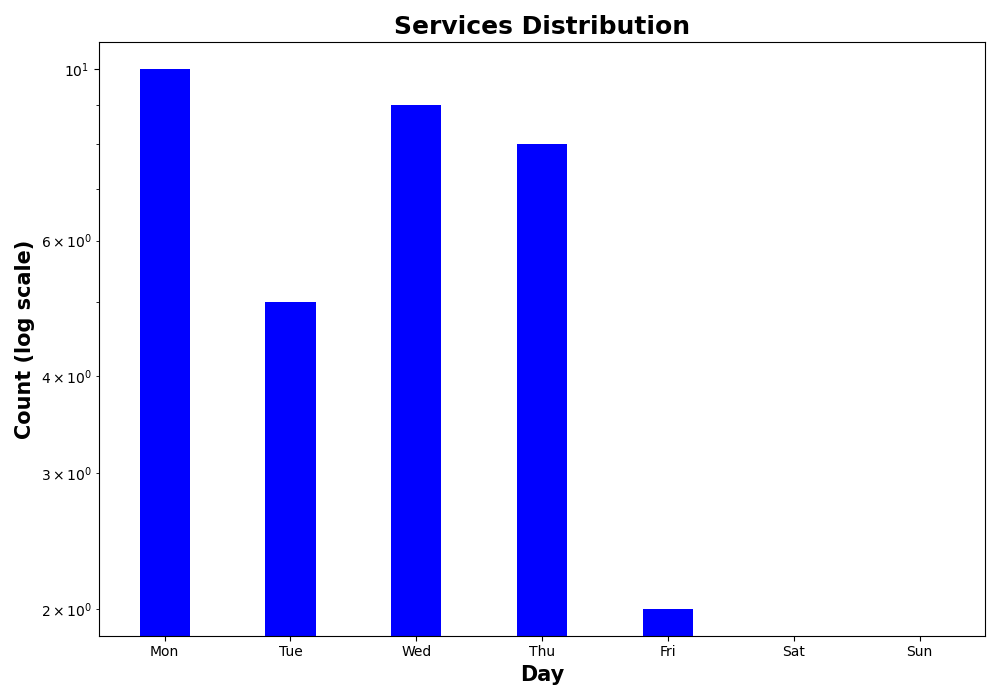 Services Distribution
10¹
6 × 10⁰
4 × 10⁰
3 × 10⁰
2 × 10⁰
Count (log scale)
Mon Tue Wed Thu Fri Sat Sun
Day